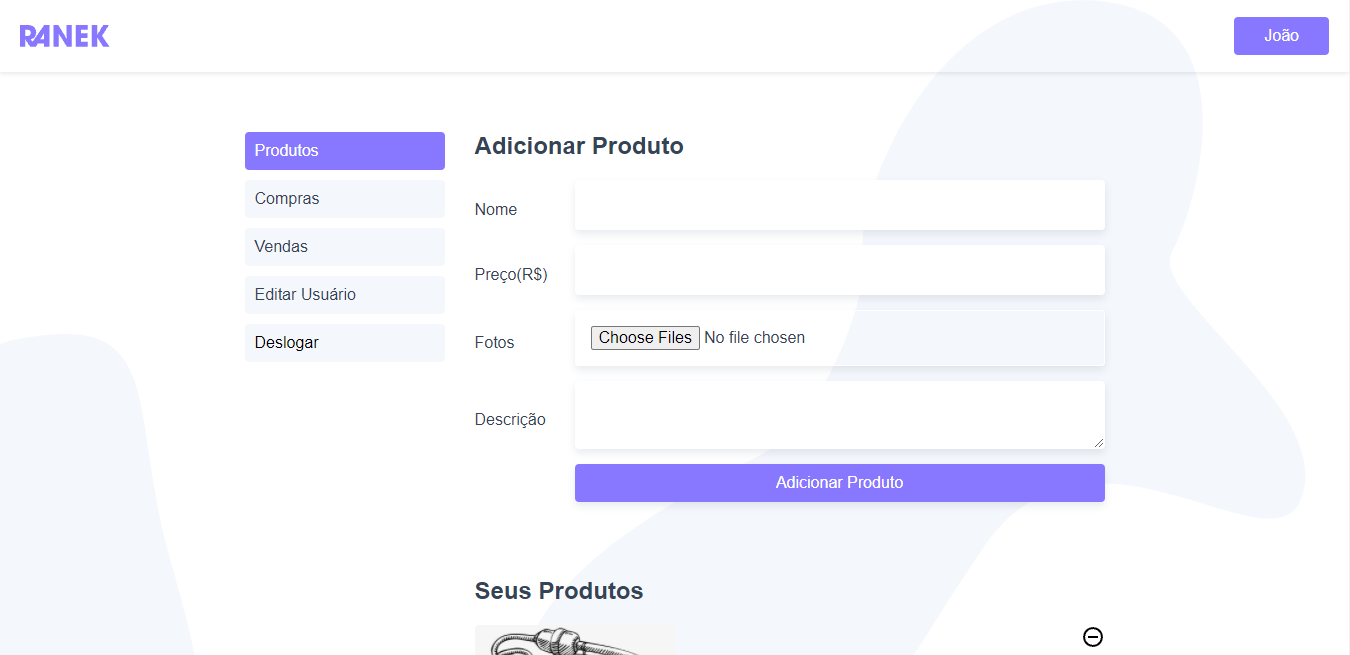 RANEK
João
Produtos
Compras
Vendas
Editar Usuário
Deslogar
Adicionar Produto
Nome
Preço(R$)
Fotos
Choose Files No file chosen
Descrição
Adicionar Produto
Seus Produtos